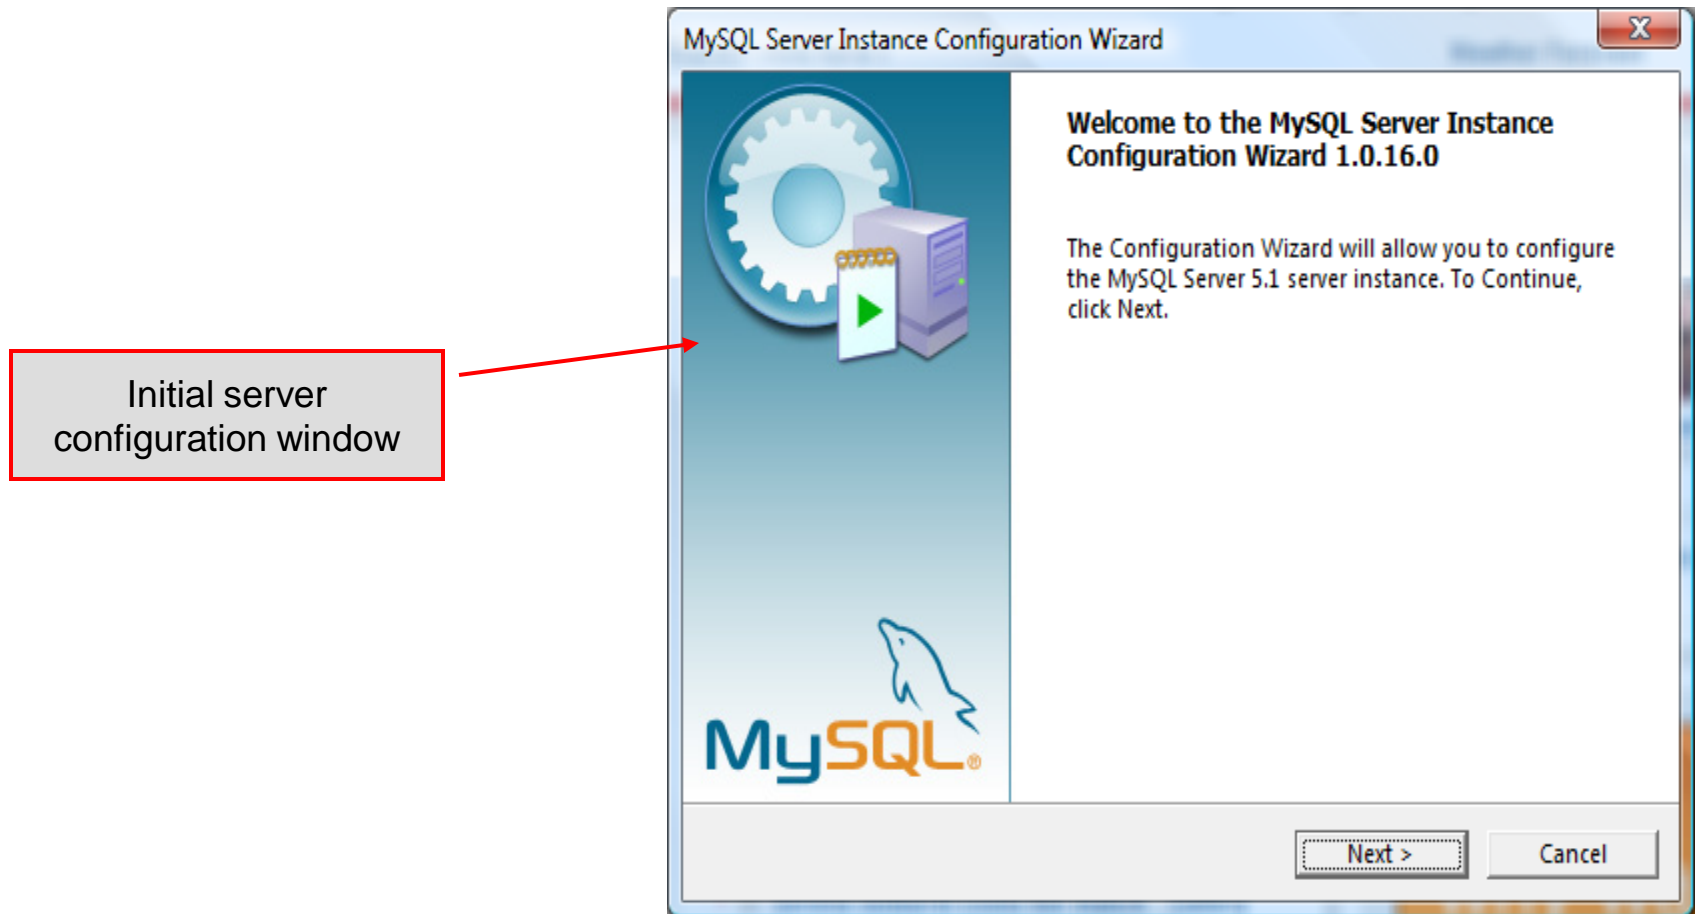 MySQL Server Instance Configuration Wizard
X
Welcome to the MySQL Server Instance
Configuration Wizard 1.0.16.0
The Configuration Wizard will allow you to configure
the MySQL Server 5.1 server instance. To Continue,
click Next.
Initial server
configuration window
MySQL®
Next >
Cancel